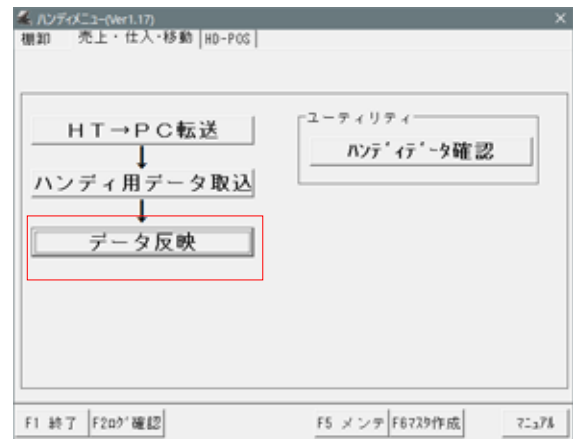 ﾊﾝﾃﾞｨﾒﾆｭｰ(Ver1.17)
棚卸 売上・仕入・移動 HD-POS
HT→PC転送
ユーティリティ
ﾊﾝﾃﾞｨﾃﾞｰﾀ確認
ハンディ用データ取込
データ反映
F1 終了 F2ﾛｸﾞ確認 F5 メンテ F6ﾏｽﾀ作成 ﾏﾆｭｱﾙ